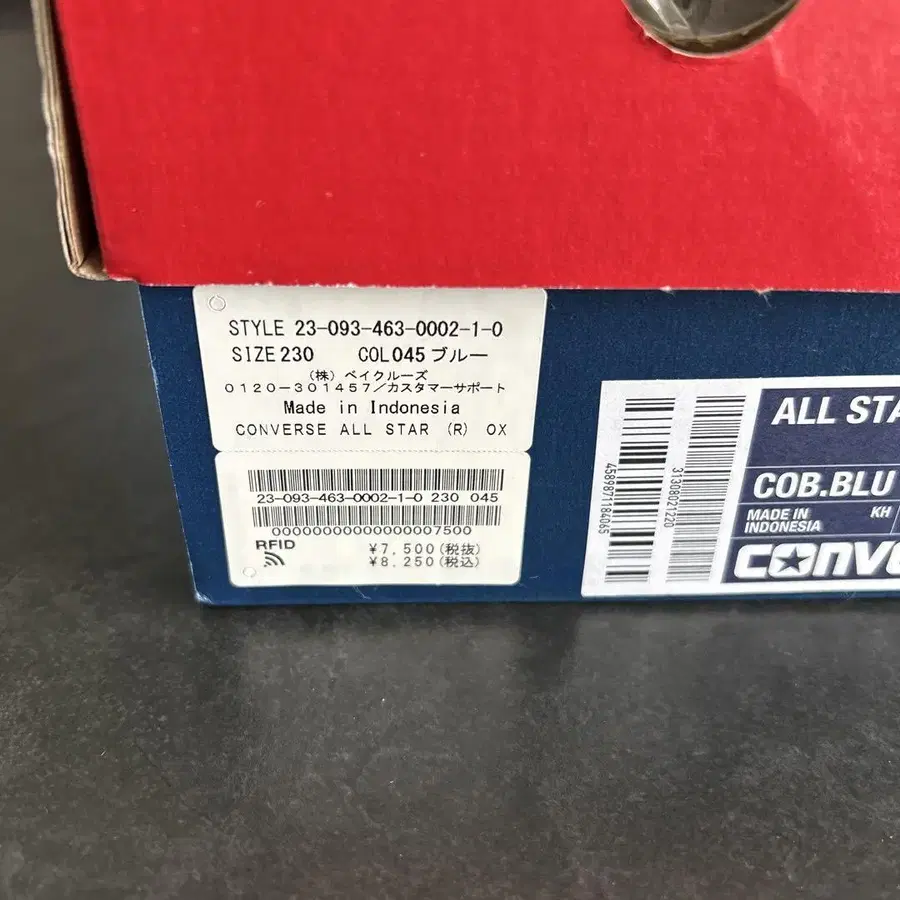 STYLE 23-093-463-0002-1-0
SIZE 230 COL 045 ブルー
(株) ベイクルーズ
0120-301457/カスタマーサポート
Made in Indonesia
CONVERSE ALL STAR (R) OX
23-093-463-0002-1-0 230 045
00000000000000007500
RFID
¥7,500(税抜)
¥8,250(税込)
4589871184065
31308021220
ALL STA
COB.BLU
MADE IN
INDONESIA
KH
CONVE